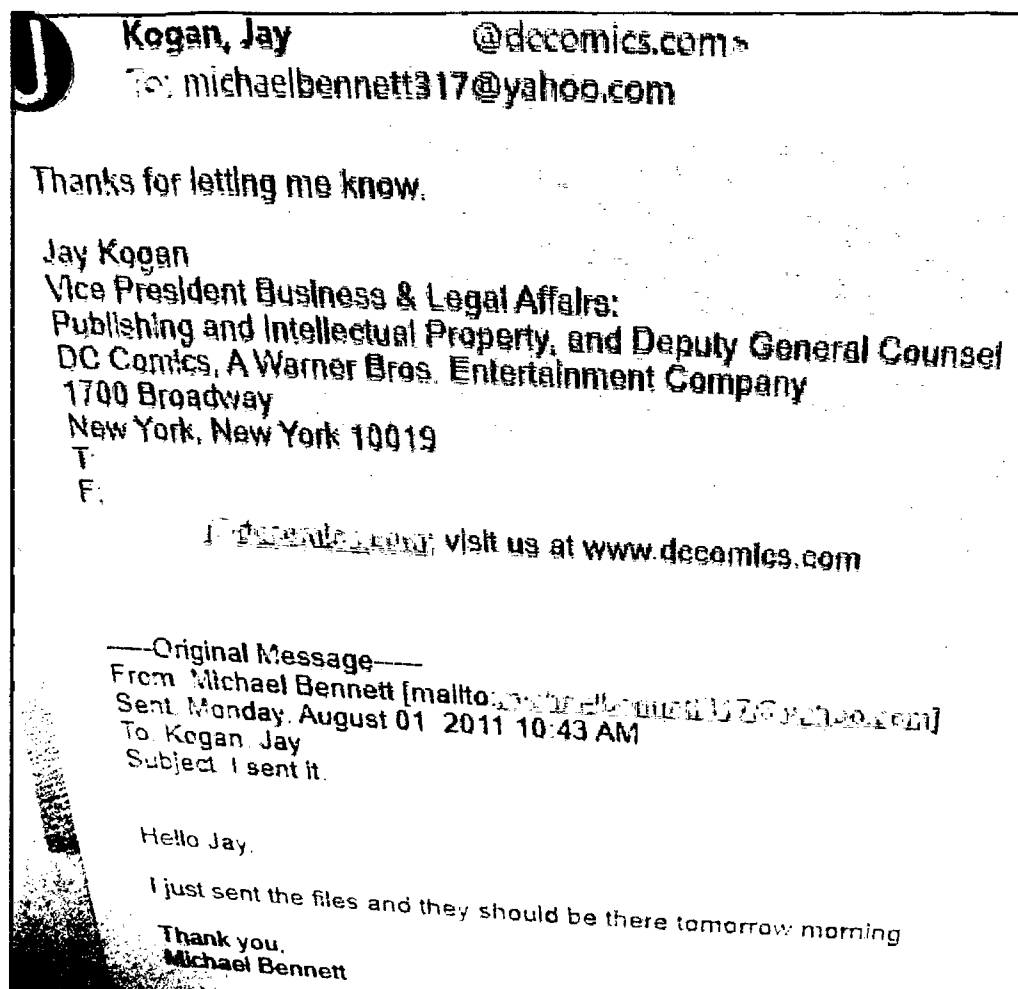 J
Kogan, Jay @dccomics.com>
To: michaelbennett317@yahoo.com
Thanks for letting me know.
Jay Kogan
Vice President Business & Legal Affairs:
Publishing and Intellectual Property, and Deputy General Counsel
DC Comics, A Warner Bros. Entertainment Company
1700 Broadway
New York, New York 10019
T:
F:
visit us at www.dccomics.com
-----Original Message-----
From: Michael Bennett [mailto:michaelbennett317@yahoo.com]
Sent: Monday, August 01 2011 10:43 AM
To: Kogan, Jay
Subject: I sent it.
Hello Jay,
I just sent the files and they should be there tomorrow morning
Thank you,
Michael Bennett